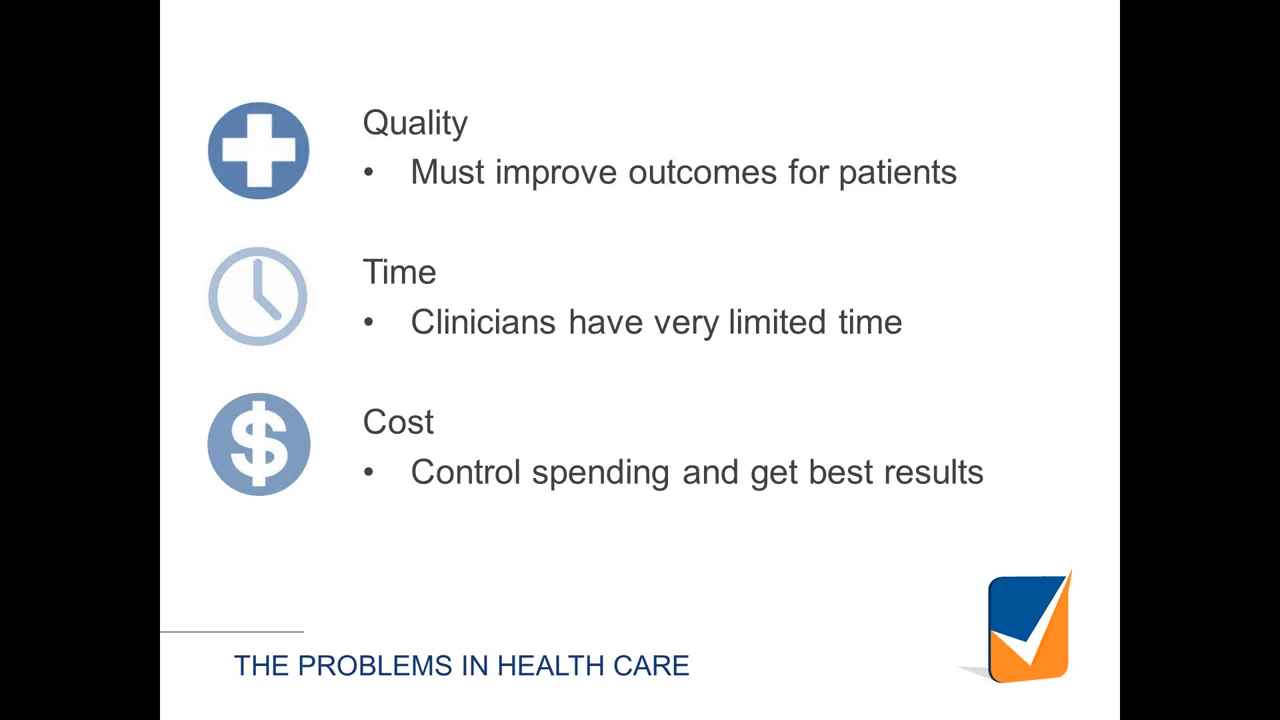 Quality
• Must improve outcomes for patients
Time
• Clinicians have very limited time
Cost
• Control spending and get best results
THE PROBLEMS IN HEALTH CARE